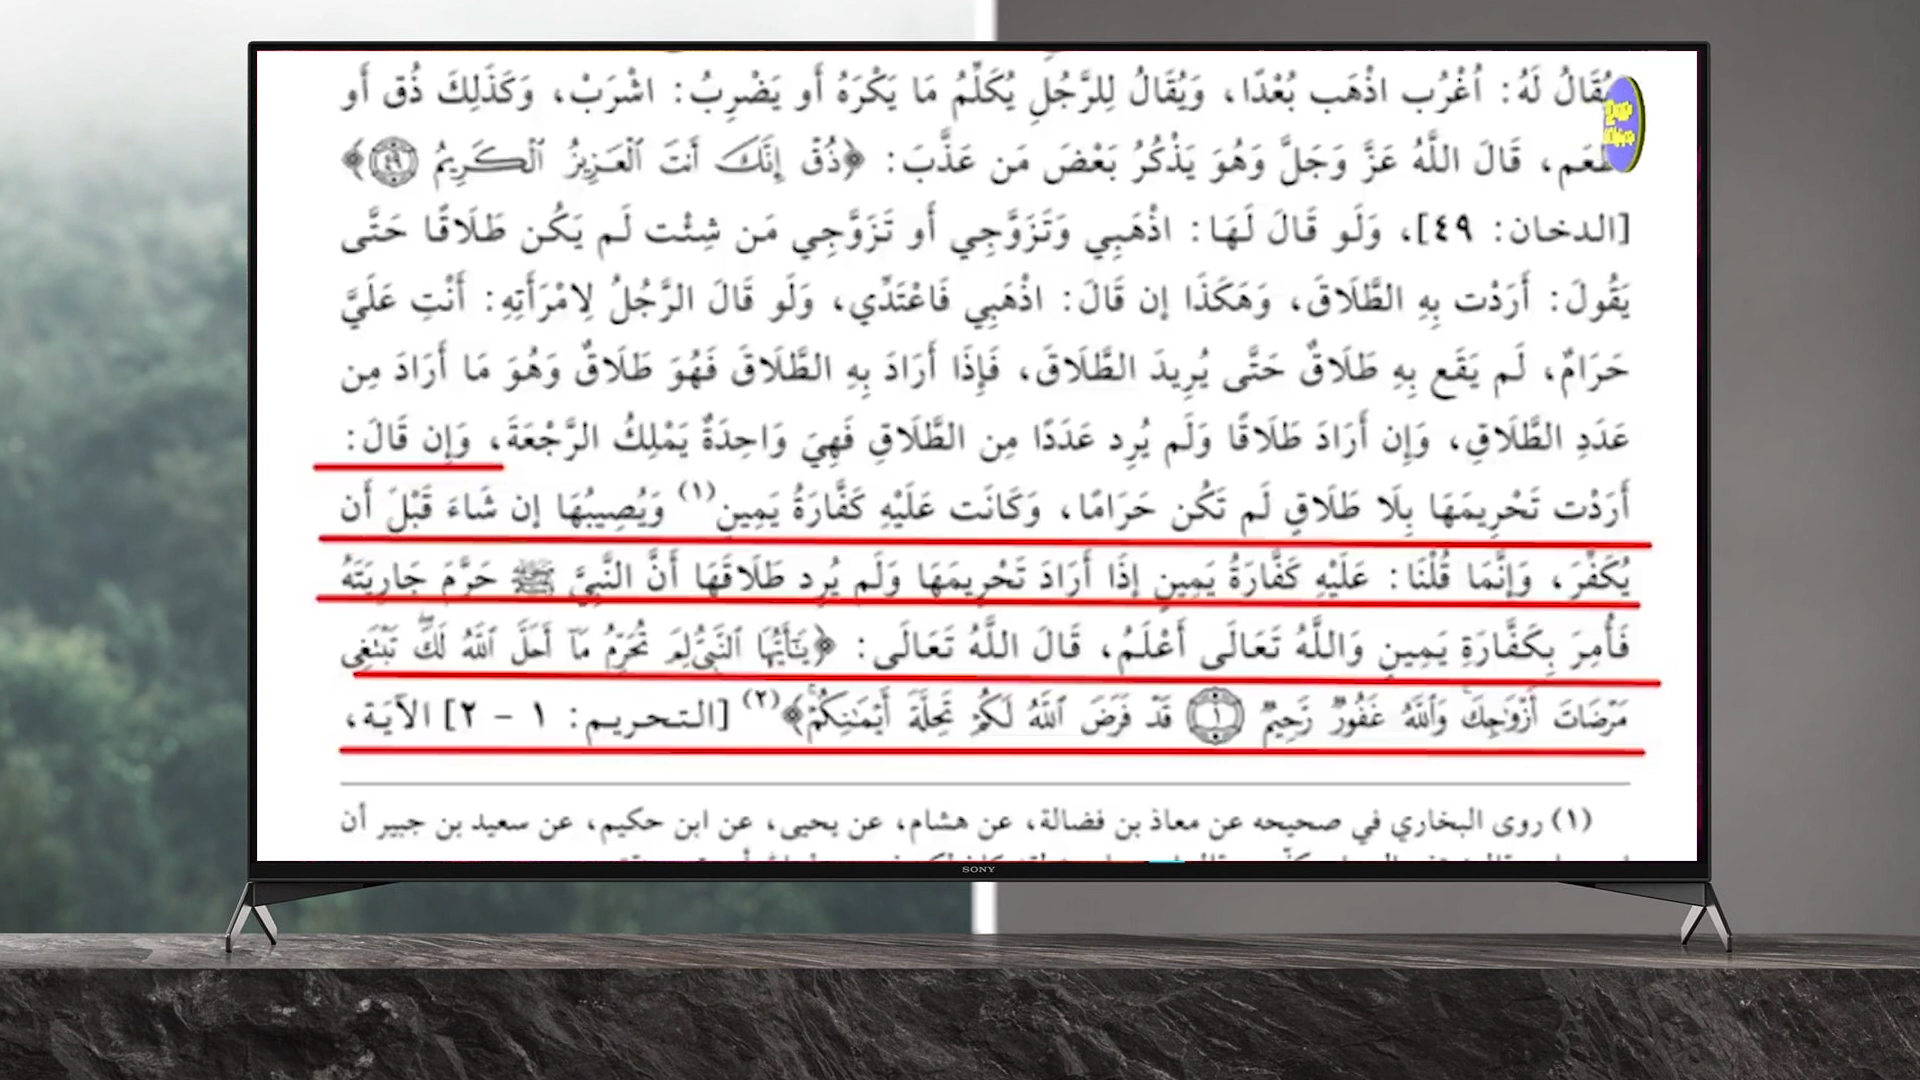 يُقَالُ لَهُ: اُغْرُب اذْهَب بُعْدًا، وَيُقَالُ لِلرَّجُلِ يُكَلِّمُ مَا يَكْرَهُ أَو يَضْرِبُ: اشْرَبْ، وَكَذَلِكَ ذُق أَو
اطْعَم، قَالَ اللَّهُ عَزَّ وَجَلَّ وَهُوَ يَذْكُرُ بَعْضَ مَن عَذَّبَ: ﴿ذُقْ إِنَّكَ أَنتَ ٱلْعَزِيزُ ٱلْكَرِيمُ ۝٤٩﴾
[الدخان: ٤٩]، وَلَو قَالَ لَهَا: اذْهَبِي وَتَزَوَّجِي أَو تَزَوَّجِي مَن شِئْت لَم يَكُن طَلَاقًا حَتَّى
يَقُولَ: أَرَدْت بِهِ الطَّلَاقَ، وَهَكَذَا إن قَالَ: اذْهَبِي فَاعْتَدِّي، وَلَو قَالَ الرَّجُلُ لِامْرَأَتِهِ: أَنْتِ عَلَيَّ
حَرَامٌ، لَم يَقَع بِهِ طَلَاقٌ حَتَّى يُرِيدَ الطَّلَاقَ، فَإِذَا أَرَادَ بِهِ الطَّلَاقَ فَهُوَ طَلَاقٌ وَهُوَ مَا أَرَادَ مِن
عَدَدِ الطَّلَاقِ، وَإِن أَرَادَ طَلَاقًا وَلَم يُرِد عَدَدًا مِن الطَّلَاقِ فَهِيَ وَاحِدَةٌ يَمْلِكُ الرَّجْعَةَ، وَإِن قَالَ:
أَرَدْت تَحْرِيمَهَا بِلَا طَلَاقٍ لَم تَكُن حَرَامًا، وَكَانَت عَلَيْهِ كَفَّارَةُ يَمِينٍ(١) وَيُصِيبُهَا إن شَاءَ قَبْلَ أَن
يُكَفِّرَ، وَإِنَّمَا قُلْنَا: عَلَيْهِ كَفَّارَةُ يَمِينٍ إذَا أَرَادَ تَحْرِيمَهَا وَلَم يُرِد طَلَاقَهَا أَنَّ النَّبِيَّ ﷺ حَرَّمَ جَارِيَتَهُ
فَأُمِرَ بِكَفَّارَةِ يَمِينٍ وَاللَّهُ تَعَالَى أَعْلَمُ، قَالَ اللَّهُ تَعَالَى: ﴿يَٰٓأَيُّهَا ٱلنَّبِيُّ لِمَ تُحَرِّمُ مَآ أَحَلَّ ٱللَّهُ لَكَۖ تَبْتَغِي
مَرْضَاتَ أَزْوَٰجِكَۚ وَٱللَّهُ غَفُورٌ رَّحِيمٌ ۝١ قَدْ فَرَضَ ٱللَّهُ لَكُمْ تَحِلَّةَ أَيْمَٰنِكُمْۚ﴾(٢) [التحريم: ١ - ٢] الآيَة،
(١) روى البخاري في صحيحه عن معاذ بن فضالة، عن هشام، عن يحيى، عن ابن حكيم، عن سعيد بن جبير أن
SONY